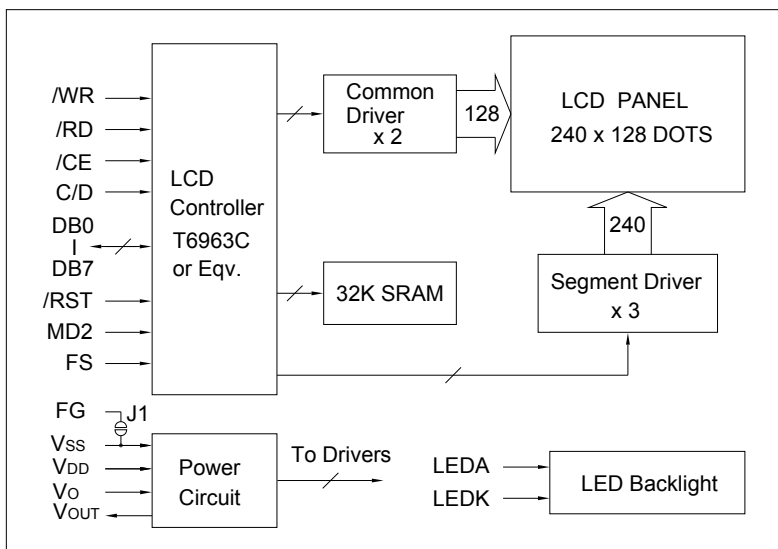 /WR
/RD
/CE
C/D
DB0
DB7
/RST
MD2
FS
LCD
Controller
T6963C
or Eqv.
Common
Driver
x 2
128
LCD PANEL
240 x 128 DOTS
240
32K SRAM
Segment Driver
x 3
FG
J1
VSS
VDD
VO
VOUT
Power
Circuit
To Drivers
LEDA
LEDK
LED Backlight